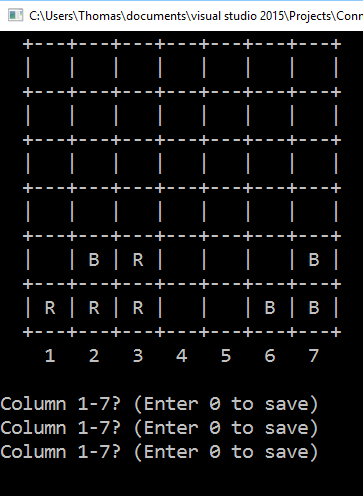 C:\Users\Thomas\documents\visual studio 2015\Projects\Conn
+---+---+---+---+---+---+---+
|   |   |   |   |   |   |   |
+---+---+---+---+---+---+---+
|   |   |   |   |   |   |   |
+---+---+---+---+---+---+---+
|   |   |   |   |   |   |   |
+---+---+---+---+---+---+---+
|   |   |   |   |   |   |   |
+---+---+---+---+---+---+---+
|   | B | R |   |   |   | B |
+---+---+---+---+---+---+---+
| R | R | R |   |   | B | B |
+---+---+---+---+---+---+---+
1 2 3 4 5 6 7
Column 1-7? (Enter 0 to save)
Column 1-7? (Enter 0 to save)
Column 1-7? (Enter 0 to save)